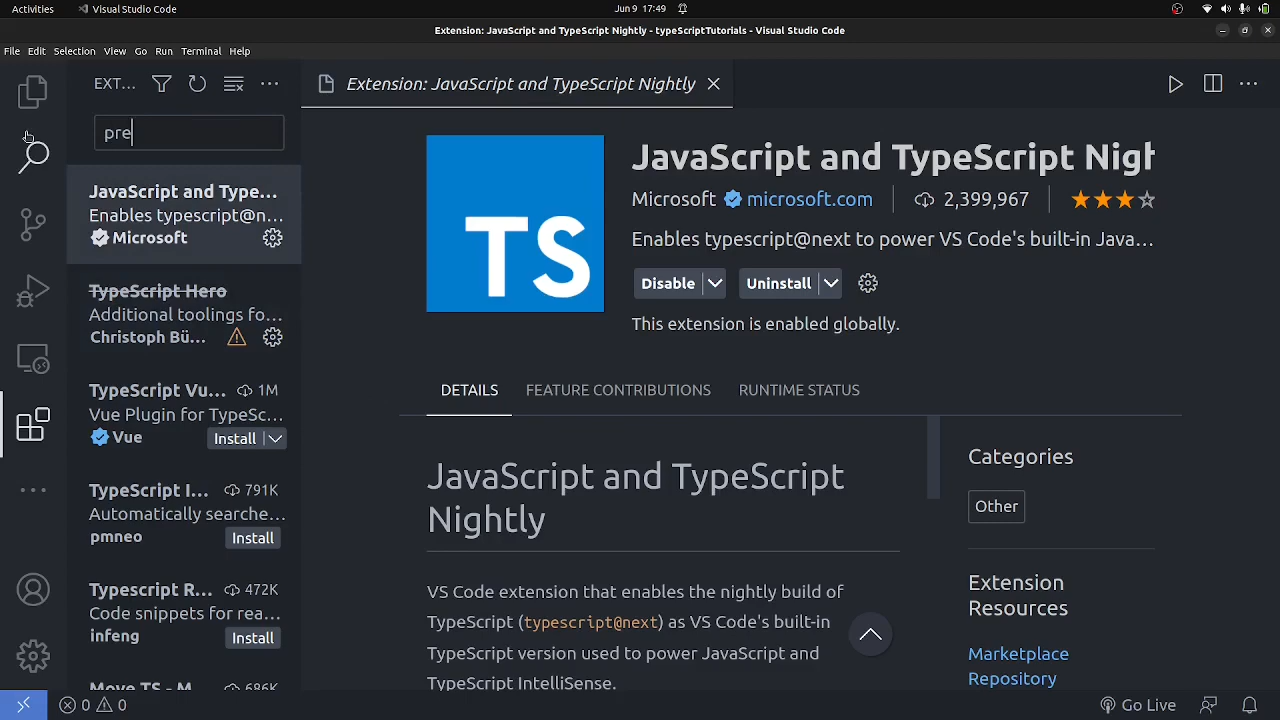 Activities
Visual Studio Code
Jun 9 17:49
Extension: JavaScript and TypeScript Nightly - typeScriptTutorials - Visual Studio Code
File Edit Selection View Go Run Terminal Help
EXT...
Extension: JavaScript and TypeScript Nightly
pre
JavaScript and Type...
Enables typescript@n...
Microsoft
TypeScript Hero
Additional toolings fo...
Christoph Bü...
TypeScript Vu... 1M
Vue Plugin for TypeSc...
Vue Install
TypeScript I... 791K
Automatically searche...
pmneo Install
Typescript R... 472K
Code snippets for rea...
infeng Install
Move TS - M... 686K
TS
JavaScript and TypeScript Nigh
Microsoft microsoft.com 2,399,967
Enables typescript@next to power VS Code's built-in Java...
Disable Uninstall
This extension is enabled globally.
DETAILS FEATURE CONTRIBUTIONS RUNTIME STATUS
JavaScript and TypeScript
Nightly
VS Code extension that enables the nightly build of
TypeScript (typescript@next) as VS Code's built-in
TypeScript version used to power JavaScript and
TypeScript IntelliSense.
Categories
Other
Extension
Resources
Marketplace
Repository
0 0
Go Live